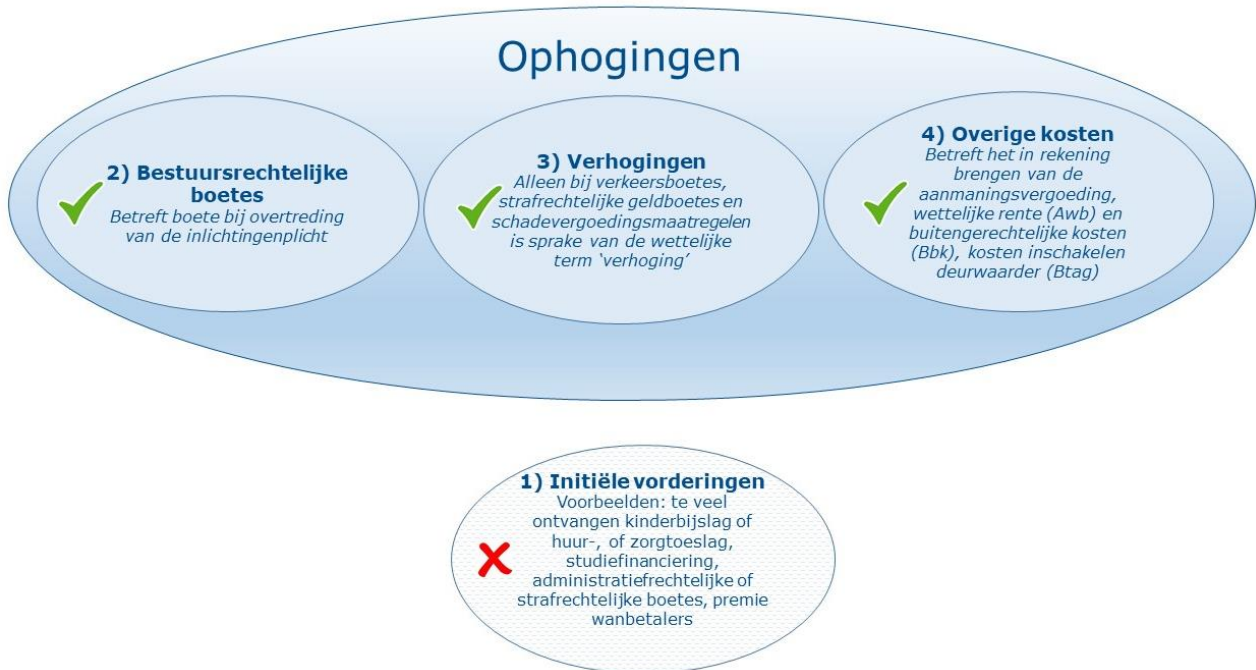 Ophogingen
2) Bestuursrechtelijke
boetes
Betreft boete bij overtreding
van de inlichtingenplicht
3) Verhogingen
Alleen bij verkeersboetes,
strafrechtelijke geldboetes en
schadevergoedingsmaatregelen
is sprake van de wettelijke
term ‘verhoging’
4) Overige kosten
Betreft het in rekening
brengen van de
aanmaningsvergoeding,
wettelijke rente (Awb) en
buitengerechtelijke kosten
(Bbk), kosten inschakelen
deurwaarder (Btag)
1) Initiële vorderingen
Voorbeelden: te veel
ontvangen kinderbijslag of
huur-, of zorgtoeslag,
studiefinanciering,
administratiefrechtelijke of
strafrechtelijke boetes, premie
wanbetalers